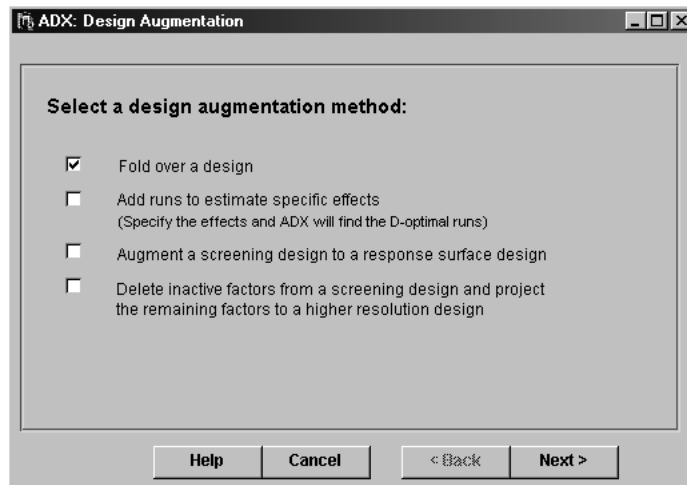 ADX: Design Augmentation
Select a design augmentation method:
Fold over a design
Add runs to estimate specific effects
(Specify the effects and ADX will find the D-optimal runs)
Augment a screening design to a response surface design
Delete inactive factors from a screening design and project
the remaining factors to a higher resolution design
Help
Cancel
< Back
Next >